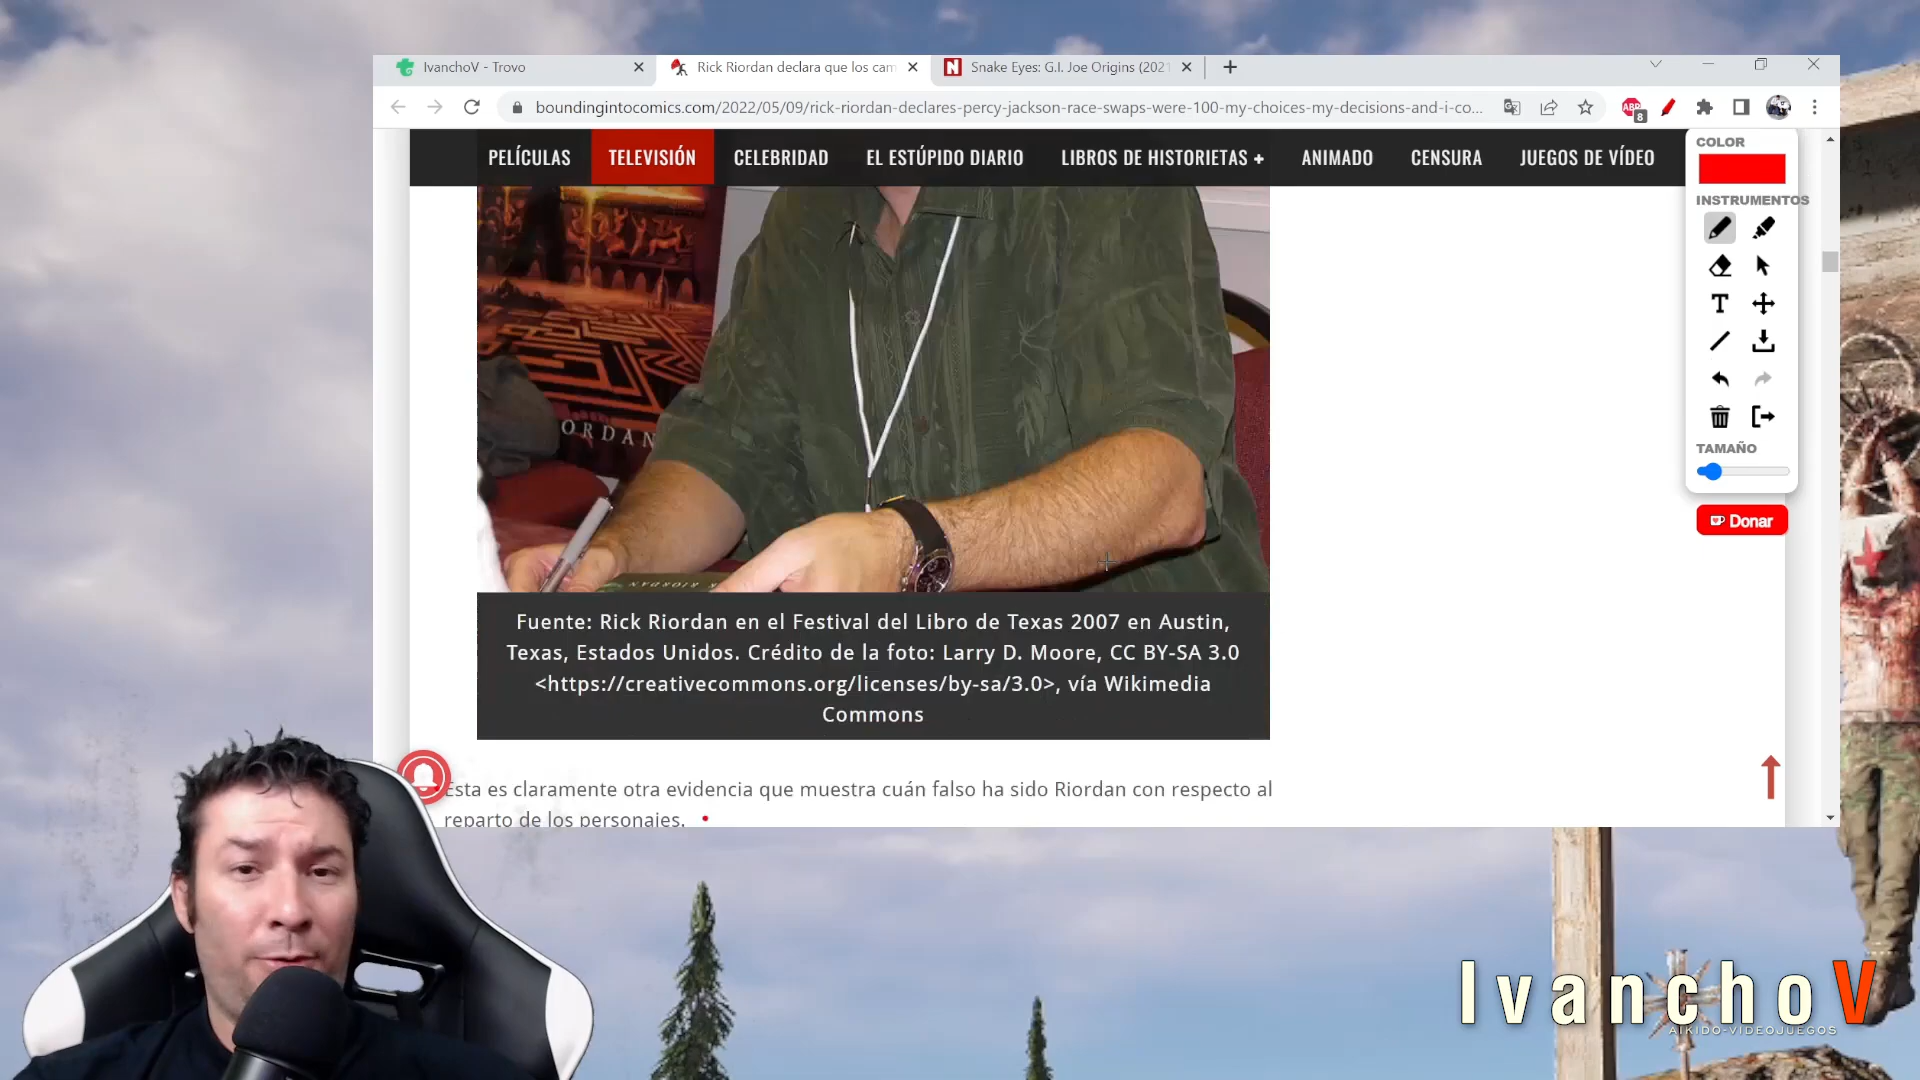 IvanchoV - Trovo
Rick Riordan declara que los cam
Snake Eyes: G.I. Joe Origins (2021
boundingintocomics.com/2022/05/09/rick-riordan-declares-percy-jackson-race-swaps-were-100-my-choices-my-decisions-and-i-co...
ABP
8
PELÍCULAS
TELEVISIÓN
CELEBRIDAD
EL ESTÚPIDO DIARIO
LIBROS DE HISTORIETAS +
ANIMADO
CENSURA
JUEGOS DE VÍDEO
COLOR
INSTRUMENTOS
T
TAMAÑO
Donar
RIORDAN
Fuente: Rick Riordan en el Festival del Libro de Texas 2007 en Austin,
Texas, Estados Unidos. Crédito de la foto: Larry D. Moore, CC BY-SA 3.0
<https://creativecommons.org/licenses/by-sa/3.0>, vía Wikimedia
Commons
Esta es claramente otra evidencia que muestra cuán falso ha sido Riordan con respecto al
reparto de los personajes.
IvanchoV
AIKIDO-VIDEOJUEGOS